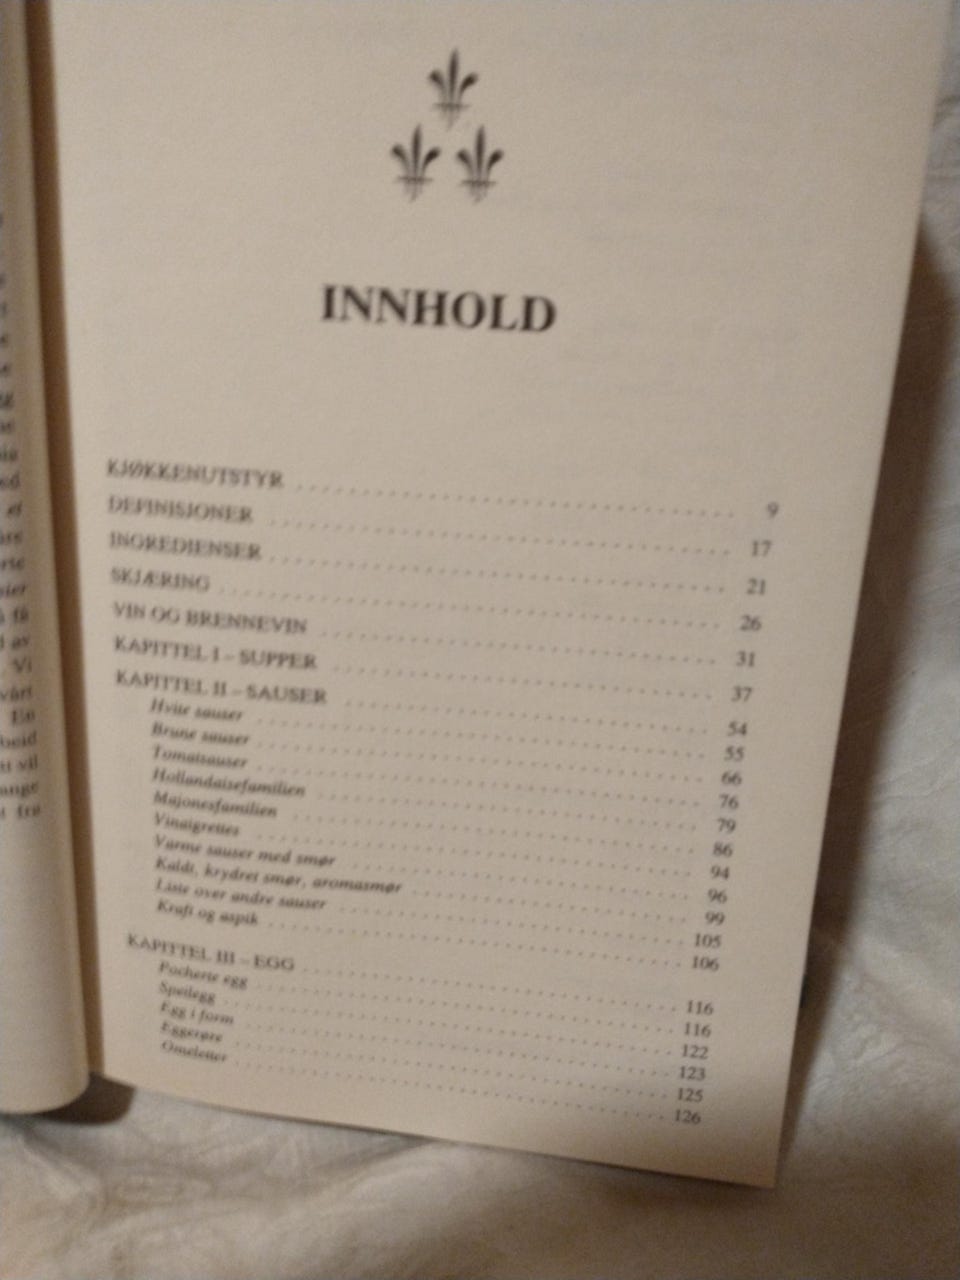 INNHOLD
KJØKKENUTSTYR 9
DEFINISJONER 17
INGREDIENSER 21
SKJÆRING 26
VIN OG BRENNEVIN 31
KAPITTEL I – SUPPER 37
KAPITTEL II – SAUSER 54
Hvite sauser 55
Brune sauser 66
Tomatsauser 76
Hollandaisefamilien 79
Majonesfamilien 86
Vinaigrettes 94
Varme sauser med smør 96
Kaldt, krydret smør, aromasmør 99
Liste over andre sauser 105
Kraft og aspik 106
KAPITTEL III – EGG 116
Pocherte egg 116
Speilegg 122
Egg i form 123
Eggerøre 125
Omeletter 126